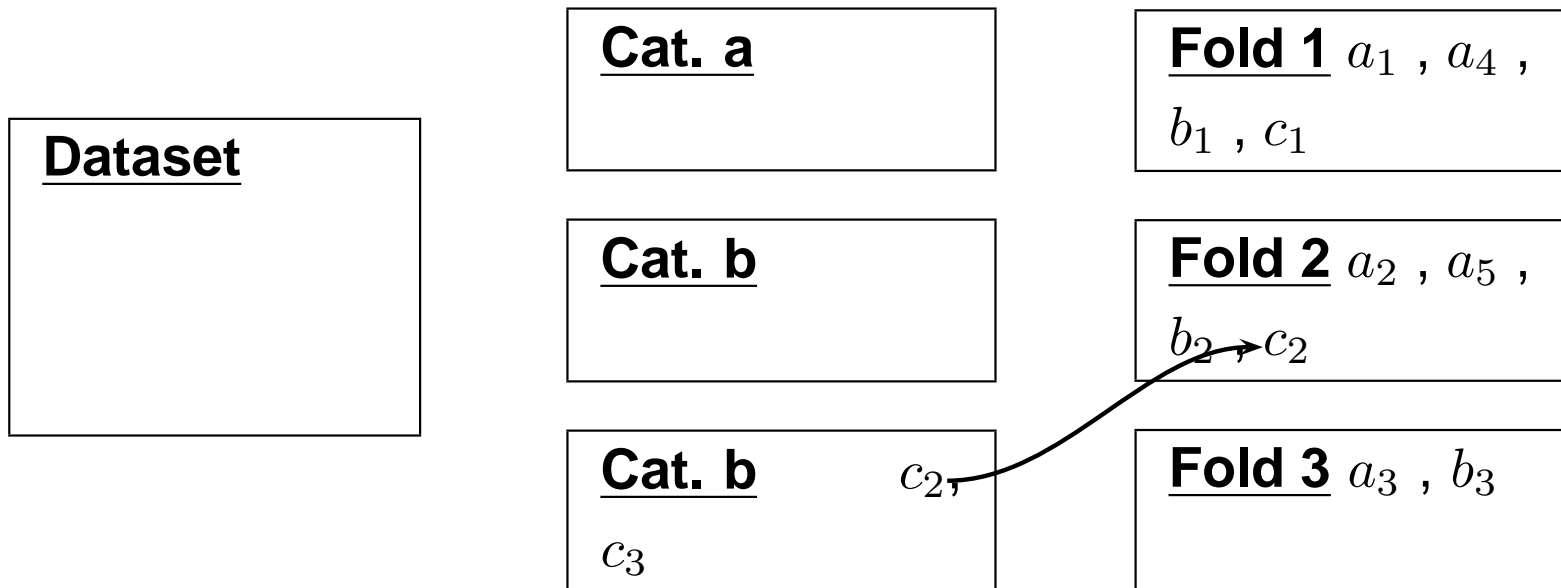 Dataset
Cat. a
Cat. b
Cat. b c₂,
c₃
Fold 1 a₁ , a₄ ,
b₁ , c₁
Fold 2 a₂ , a₅ ,
b₂ , c₂
Fold 3 a₃ , b₃